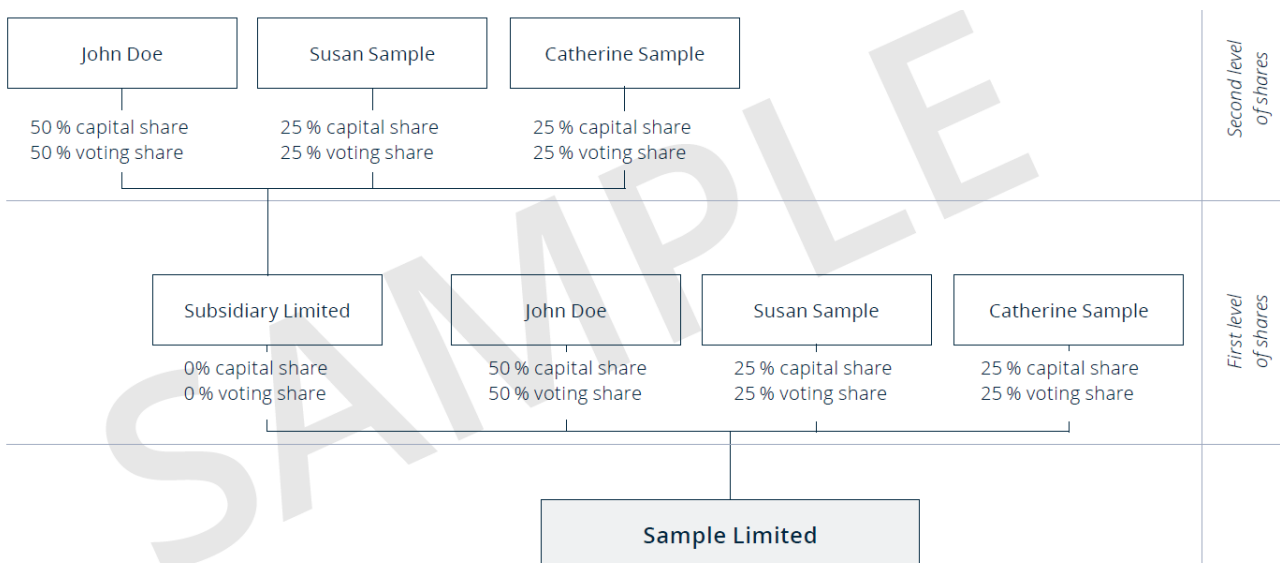 John Doe
Susan Sample
Catherine Sample
50 % capital share
50 % voting share
25 % capital share
25 % voting share
25 % capital share
25 % voting share
Second level
of shares
Subsidiary Limited
John Doe
Susan Sample
Catherine Sample
0% capital share
0 % voting share
50 % capital share
50 % voting share
25 % capital share
25 % voting share
25 % capital share
25 % voting share
First level
of shares
Sample Limited
SAMPLE